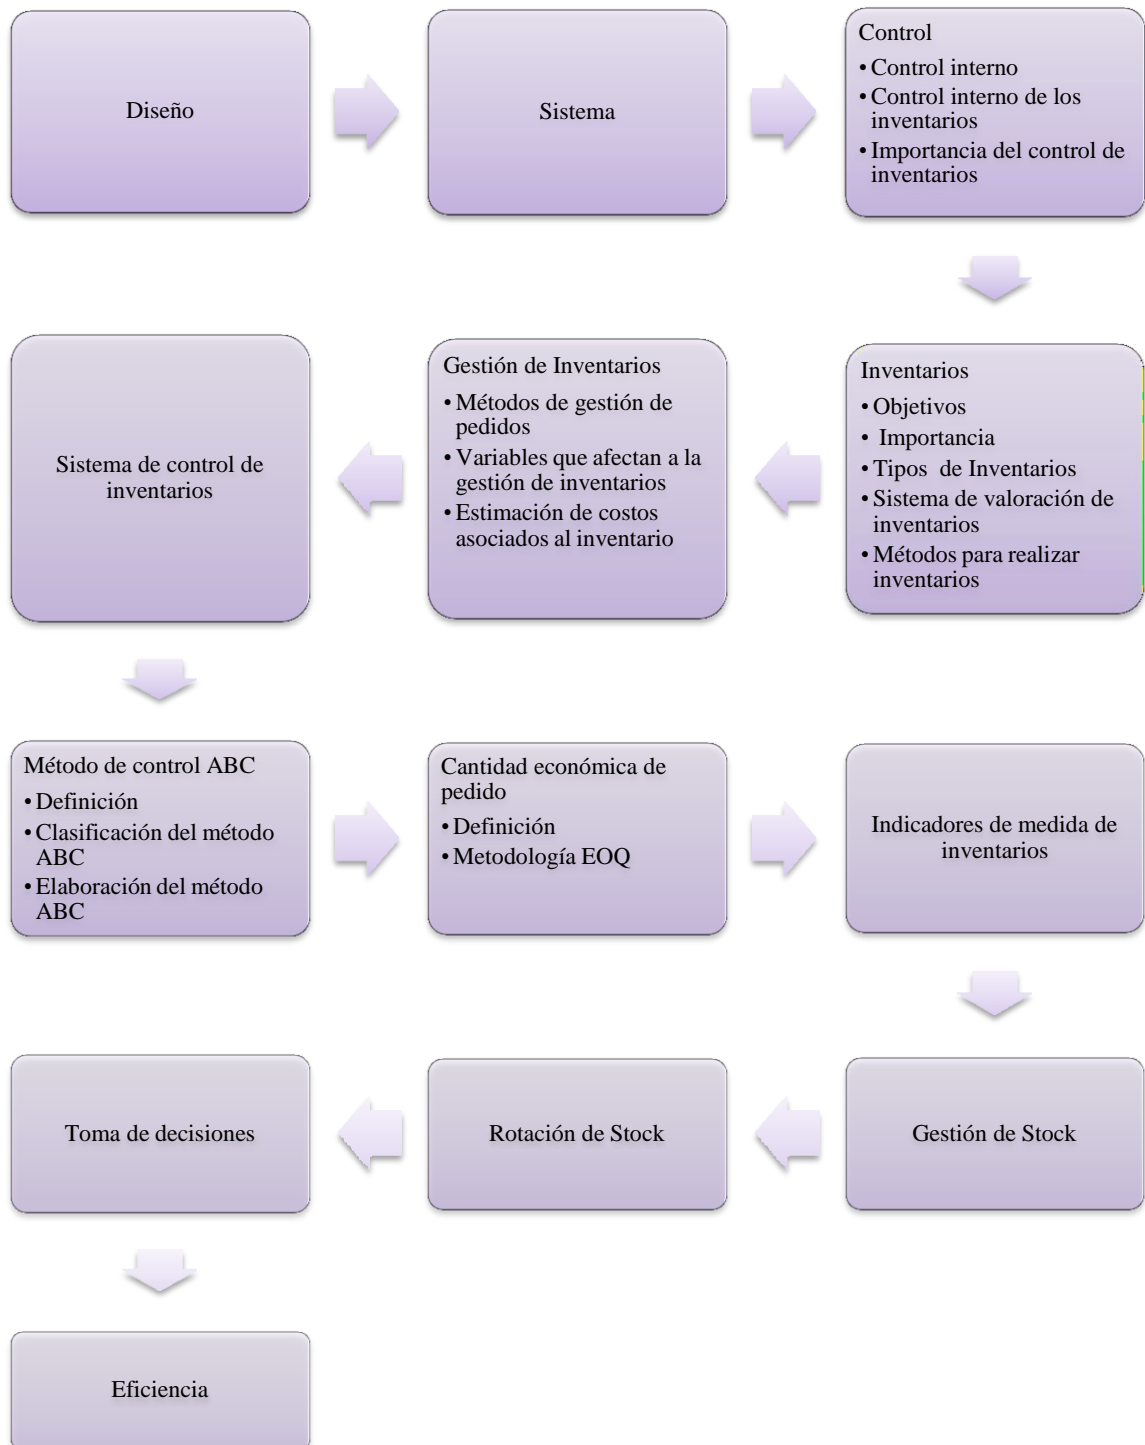 Diseño
Sistema
Control
• Control interno
• Control interno de los
inventarios
• Importancia del control de
inventarios
Inventarios
• Objetivos
• Importancia
• Tipos de Inventarios
• Sistema de valoración de
inventarios
• Métodos para realizar
inventarios
Gestión de Inventarios
• Métodos de gestión de
pedidos
• Variables que afectan a la
gestión de inventarios
• Estimación de costos
asociados al inventario
Sistema de control de
inventarios
Método de control ABC
• Definición
• Clasificación del método
ABC
• Elaboración del método
ABC
Cantidad económica de
pedido
• Definición
• Metodología EOQ
Indicadores de medida de
inventarios
Gestión de Stock
Rotación de Stock
Toma de decisiones
Eficiencia